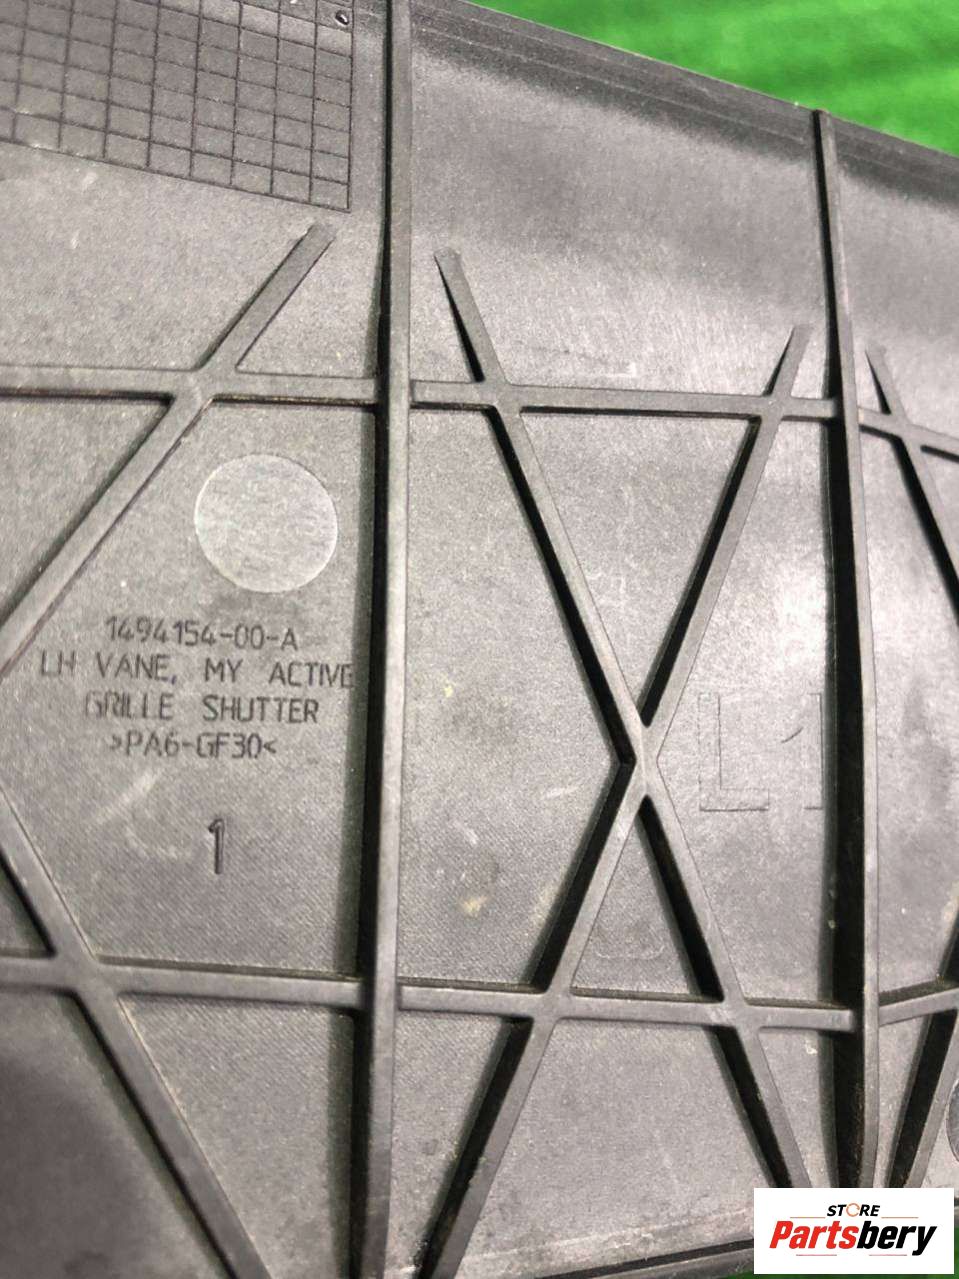 1494154-00-A
LH VANE, MY ACTIVE
GRILLE SHUTTER
>PA6-GF30<
1
L1
STORE
Partsbery